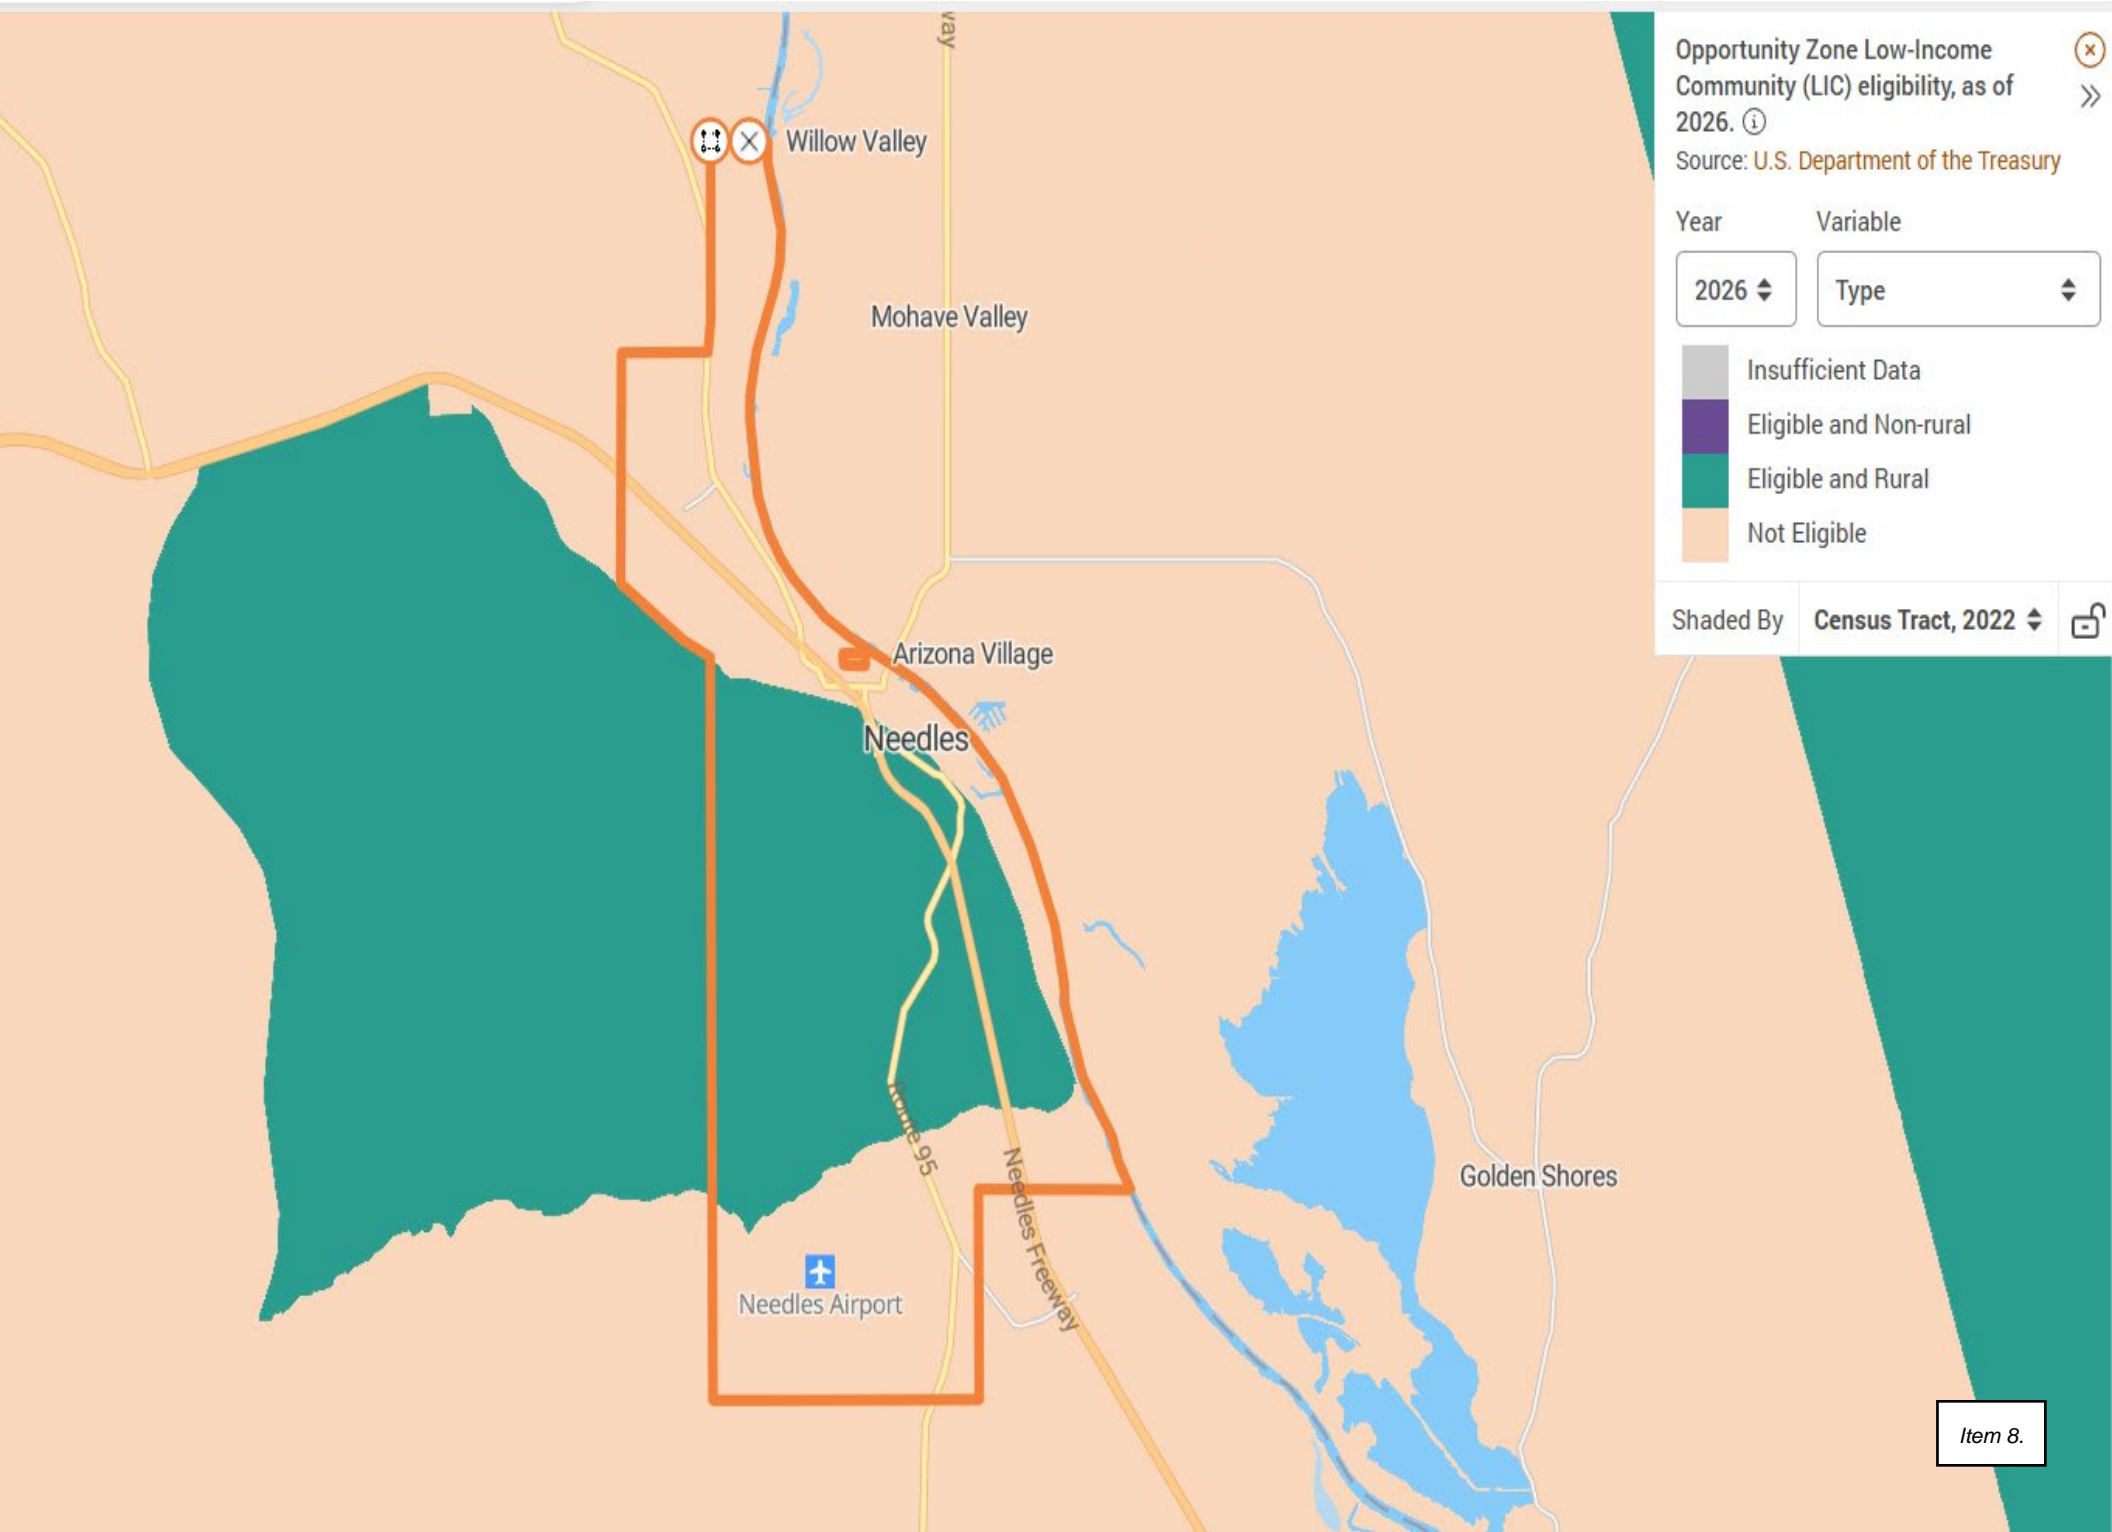 way
Willow Valley
Mohave Valley
Arizona Village
Needles
Route 95
Needles Freeway
Needles Airport
Golden Shores
Opportunity Zone Low-Income
Community (LIC) eligibility, as of
2026.
Source: U.S. Department of the Treasury
Year Variable
2026 Type
Insufficient Data
Eligible and Non-rural
Eligible and Rural
Not Eligible
Shaded By Census Tract, 2022
Item 8.